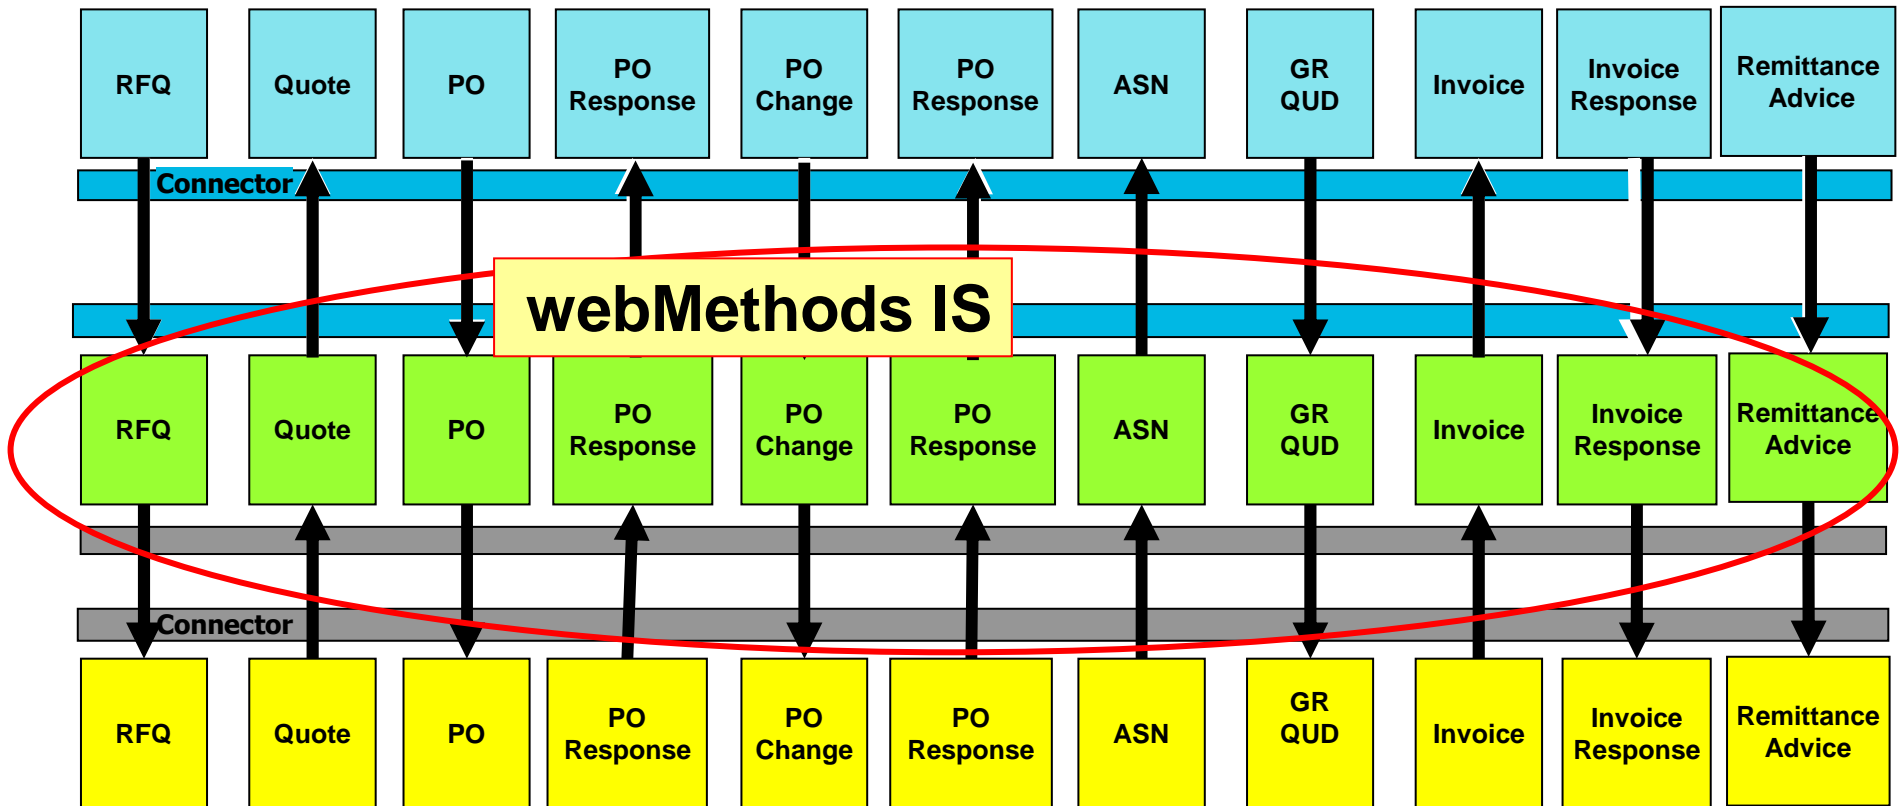 RFQ
Quote
PO
PO
Response
PO
Change
PO
Response
ASN
GR
QUD
Invoice
Invoice
Response
Remittance
Advice
Connector
webMethods IS
RFQ
Quote
PO
PO
Response
PO
Change
PO
Response
ASN
GR
QUD
Invoice
Invoice
Response
Remittance
Advice
Connector
RFQ
Quote
PO
PO
Response
PO
Change
PO
Response
ASN
GR
QUD
Invoice
Invoice
Response
Remittance
Advice